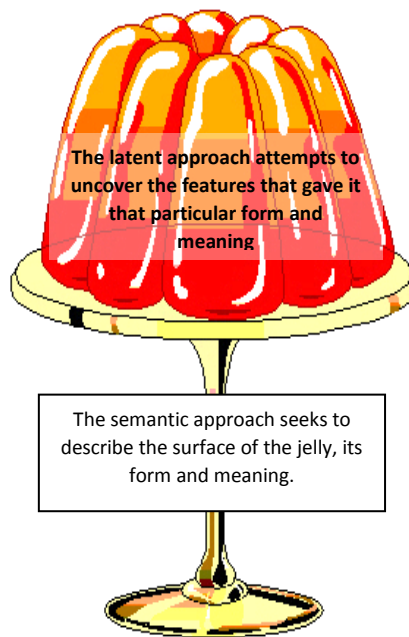 The latent approach attempts to
uncover the features that gave it
that particular form and
meaning
The semantic approach seeks to
describe the surface of the jelly, its
form and meaning.